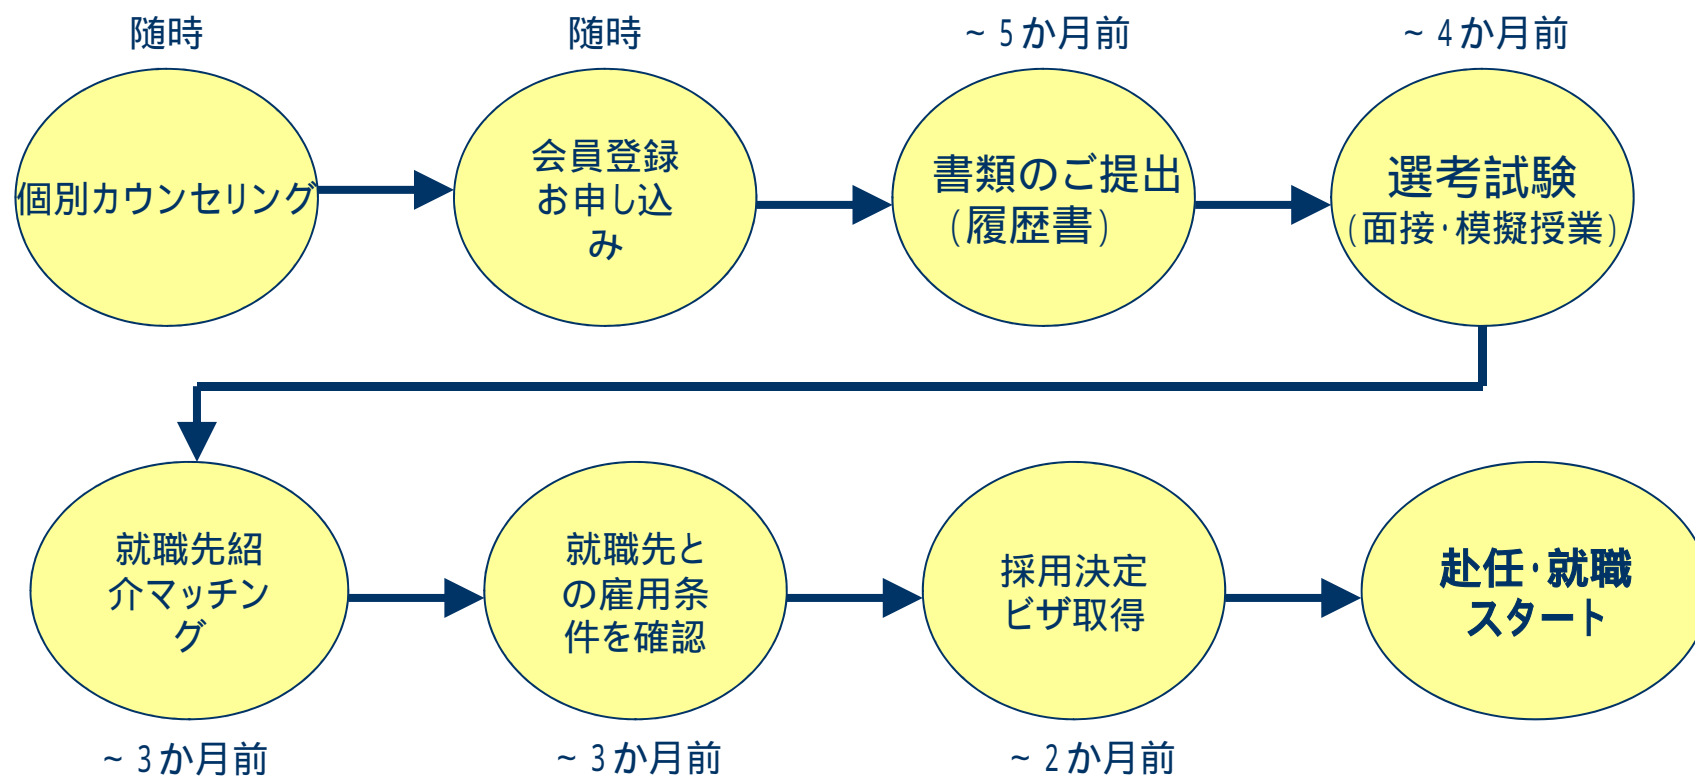 随時
随時
~ 5か月前
~ 4か月前
個別カウンセリング
会員登録
お申し込
み
書類のご提出
(履歴書)
選考試験
(面接・模擬授業)
就職先紹
介マッチン
グ
就職先と
の雇用条
件を確認
採用決定
ビザ取得
赴任・就職
スタート
~ 3か月前
~ 3か月前
~ 2か月前